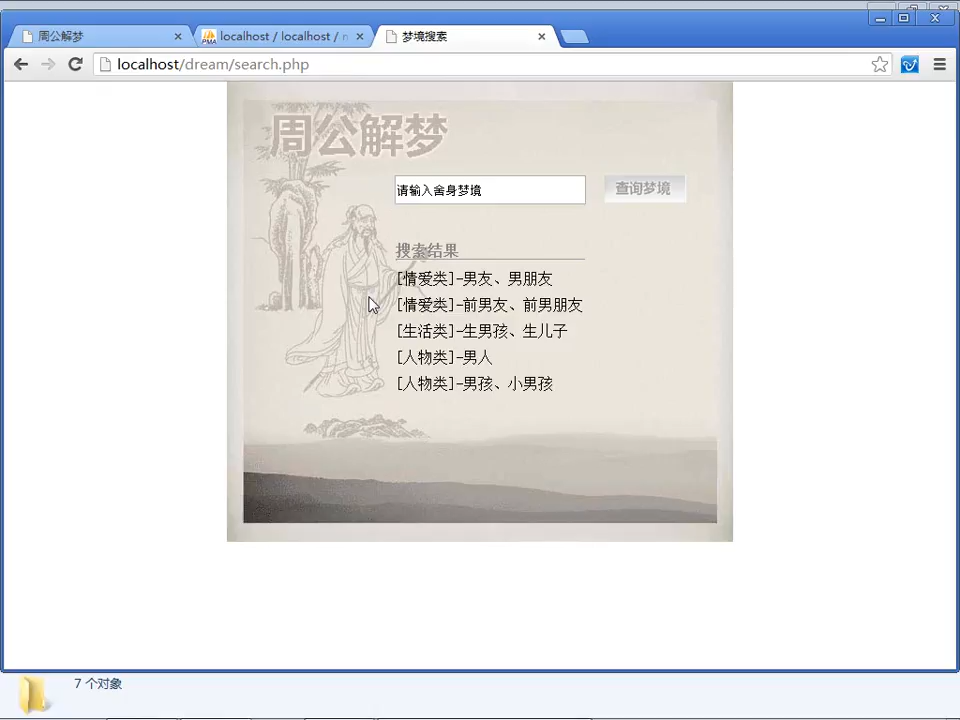 周公解梦
localhost / localhost /
梦境搜索
localhost/dream/search.php
周公解梦
请输入舍身梦境
查询梦境
搜索结果
[情爱类]-男友、男朋友
[情爱类]-前男友、前男朋友
[生活类]-生男孩、生儿子
[人物类]-男人
[人物类]-男孩、小男孩
7 个对象